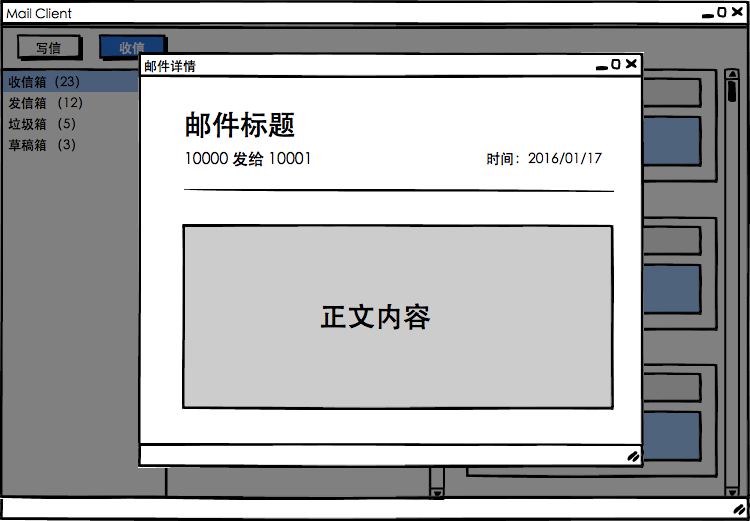 Mail Client
写信
收信
收信箱 (23)
发信箱 (12)
垃圾箱 (5)
草稿箱 (3)
邮件详情
邮件标题
10000 发给 10001
时间：2016/01/17
正文内容